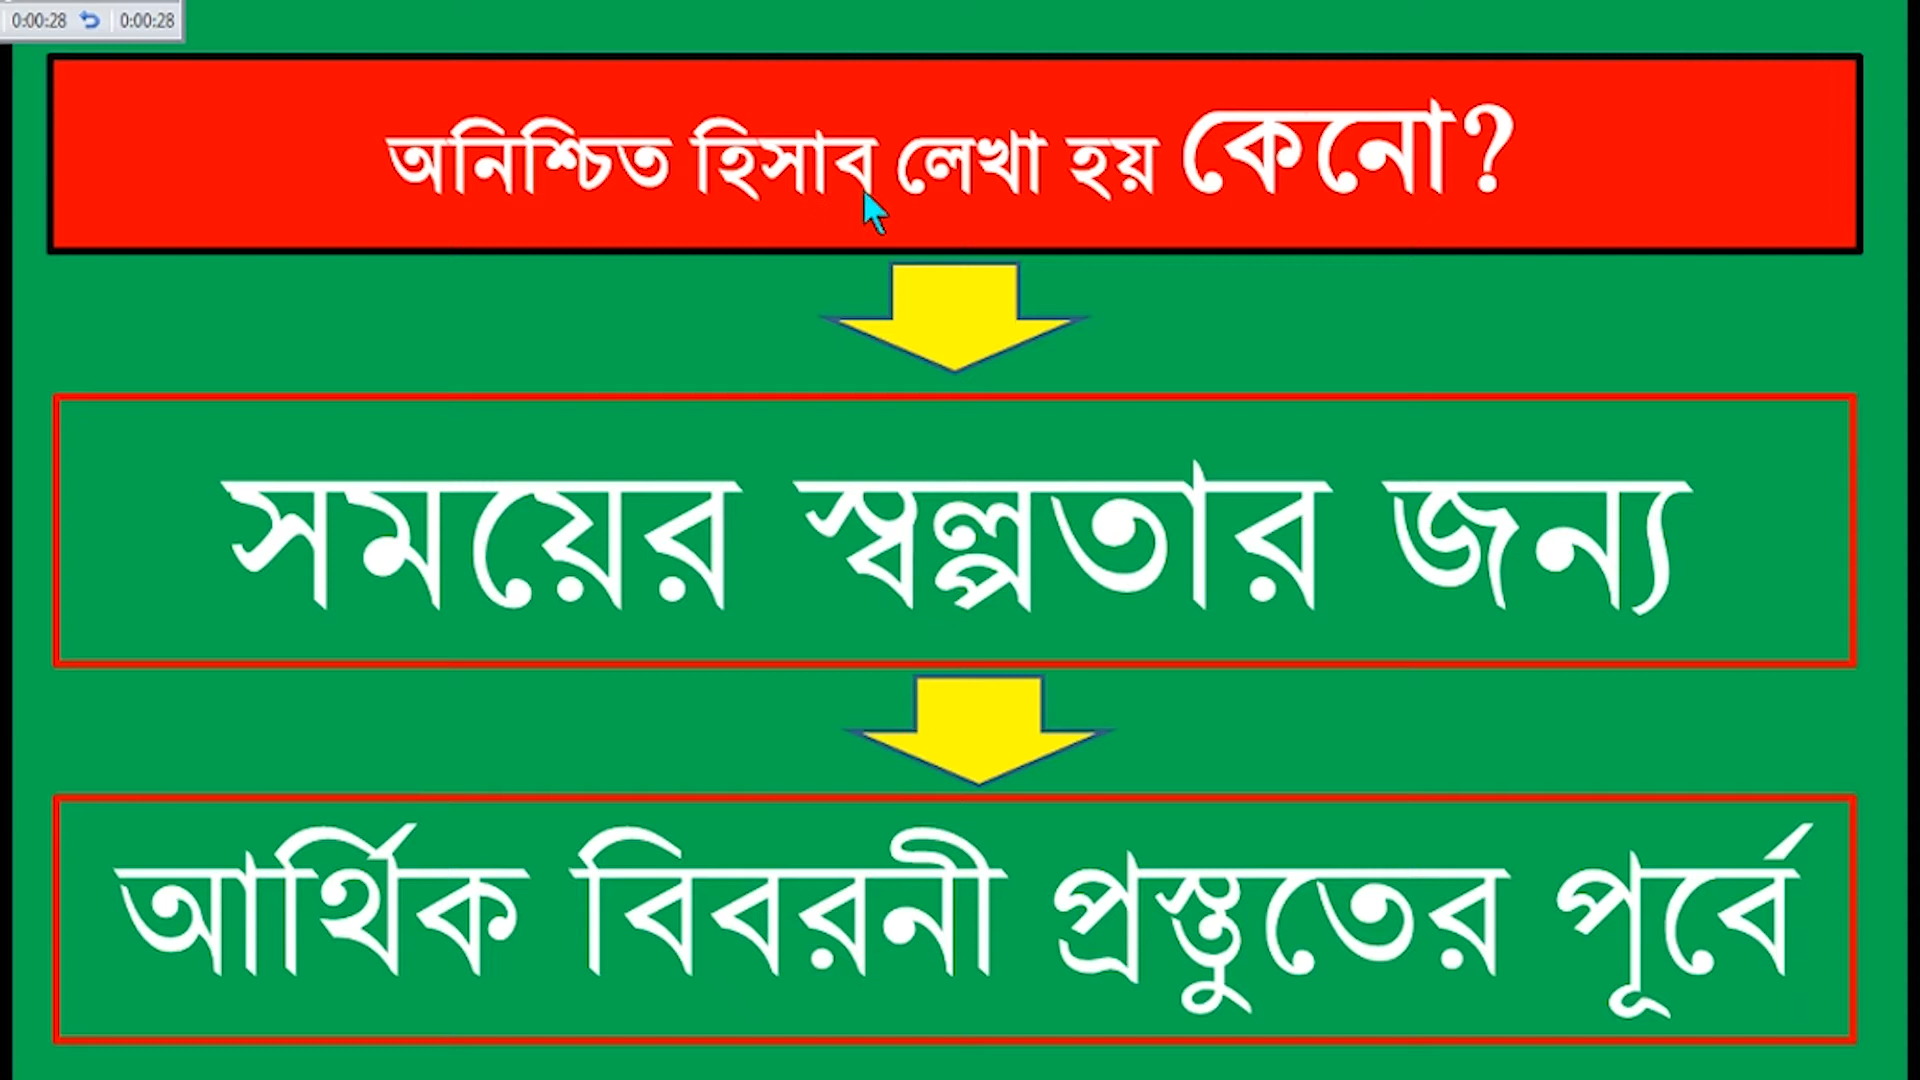 0:00:28 0:00:28
অনিশ্চিত হিসাব লেখা হয় কেনো?
সময়ের স্বল্পতার জন্য
আর্থিক বিবরনী প্রস্তুতের পূর্বে